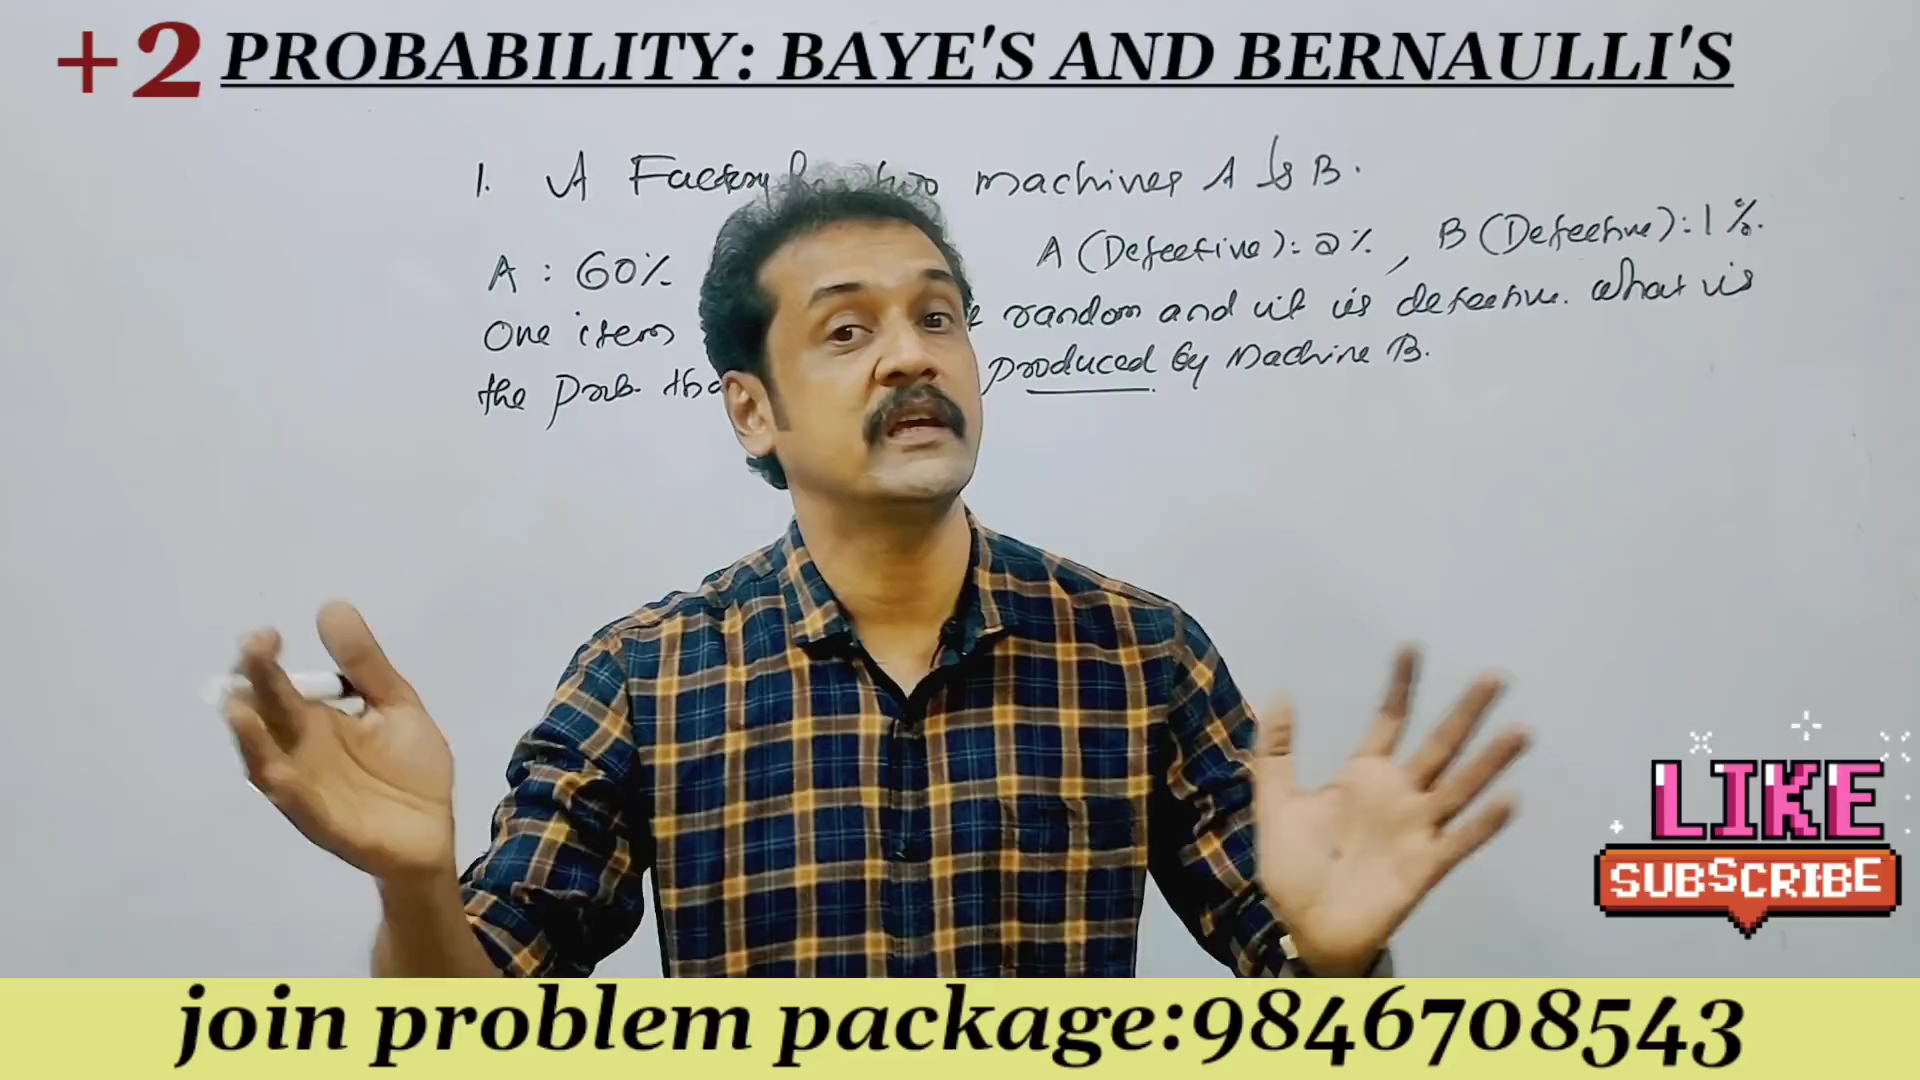 +2 PROBABILITY: BAYE'S AND BERNAULLI'S
1. A Factory two machines A & B.
A : 60% A (Defective): 2%, B (Defective): 1%.
One item random and it is defective. What is
the Prob. tha produced by Machine B.
LIKE
SUBSCRIBE
join problem package:9846708543